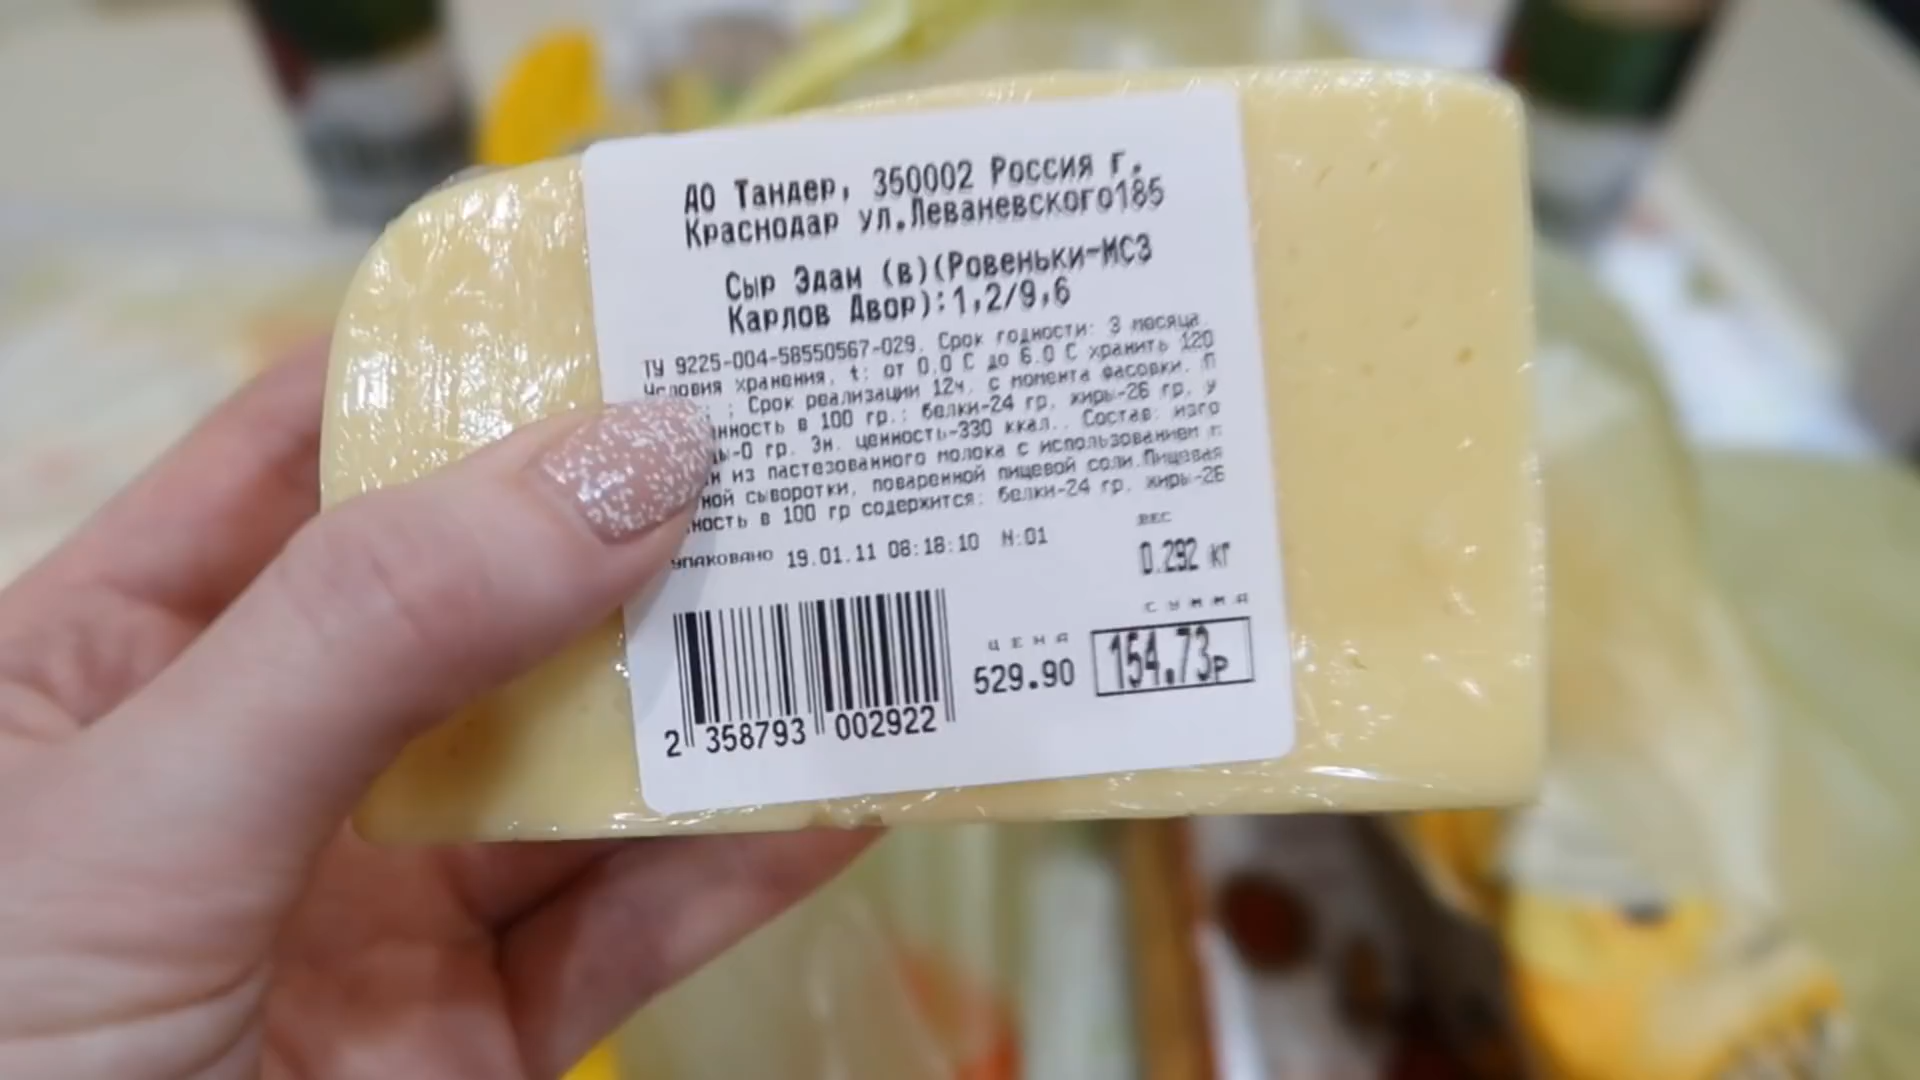 АО Тандер, 350002 Россия г.
Краснодар ул.Леваневского185
Сыр Эдам (в)(Ровеньки-МСЗ
Карлов Двор):1,2/9,6
ТУ 9225-004-58550567-029. Срок годности: 3 месяца.
Условия хранения, t: от 0.0 С до 6.0 С хранить 120
; Срок реализации 12ч. с момента фасовки. П
нность в 100 гр.: белки-24 гр, жиры-26 гр, у
ы-0 гр. Эн. ценность-330 ккал.. Состав: изго
н из пастезованного молока с использованием п
ной сыворотки, поваренной пищевой соли.Пищевая
ность в 100 гр содержится: белки-24 гр, жиры-26
УПАКОВАНО 19.01.11 08:18:10 N:01
ВЕС
0.292 кг
ЦЕНА
529.90
СУММА
154.73р
2 358793 002922